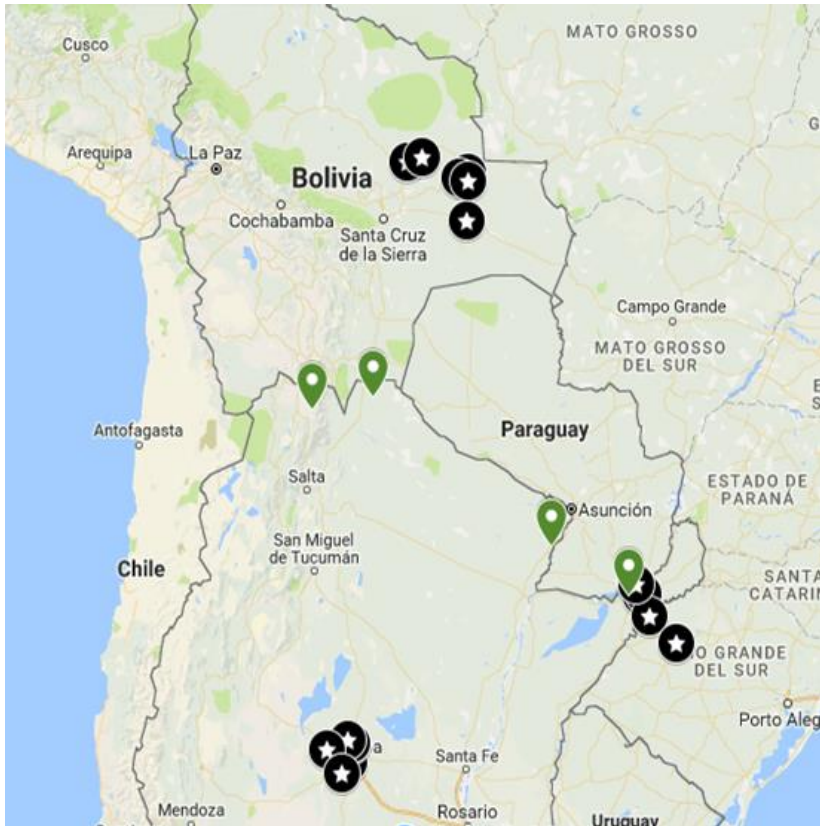 MATO GROSSO
Cusco
Arequipa
La Paz
Bolivia
Cochabamba
Santa Cruz
de la Sierra
Campo Grande
MATO GROSSO
DEL SUR
Antofagasta
Paraguay
Salta
ESTADO DE
PARANÁ
Asunción
San Miguel
de Tucumán
Chile
SANTA
CATARIN
GRANDE
DEL SUR
Porto Aleg
Santa Fe
Mendoza
Rosario
Uruguay